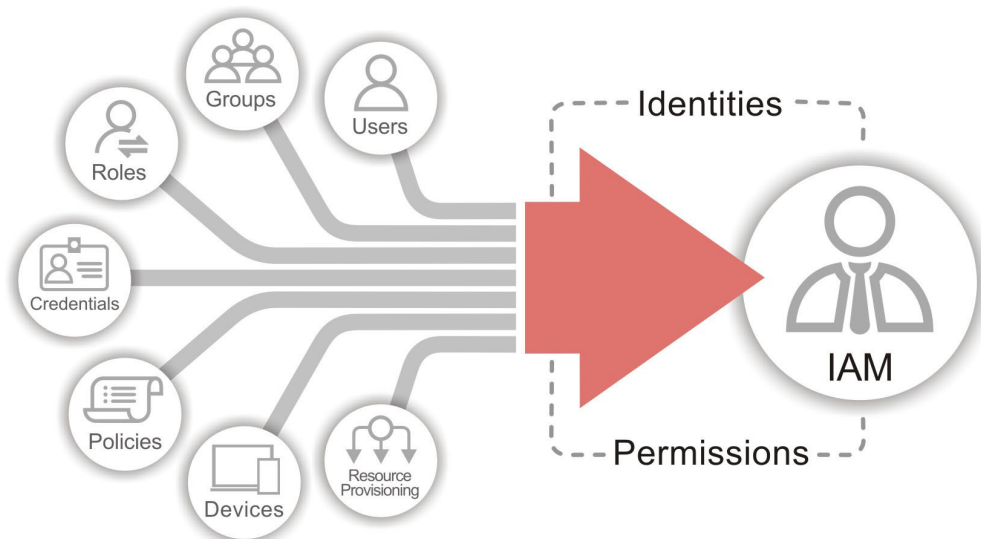 Groups
Users
Roles
Credentials
Policies
Devices
Resource
Provisioning
Identities
IAM
Permissions